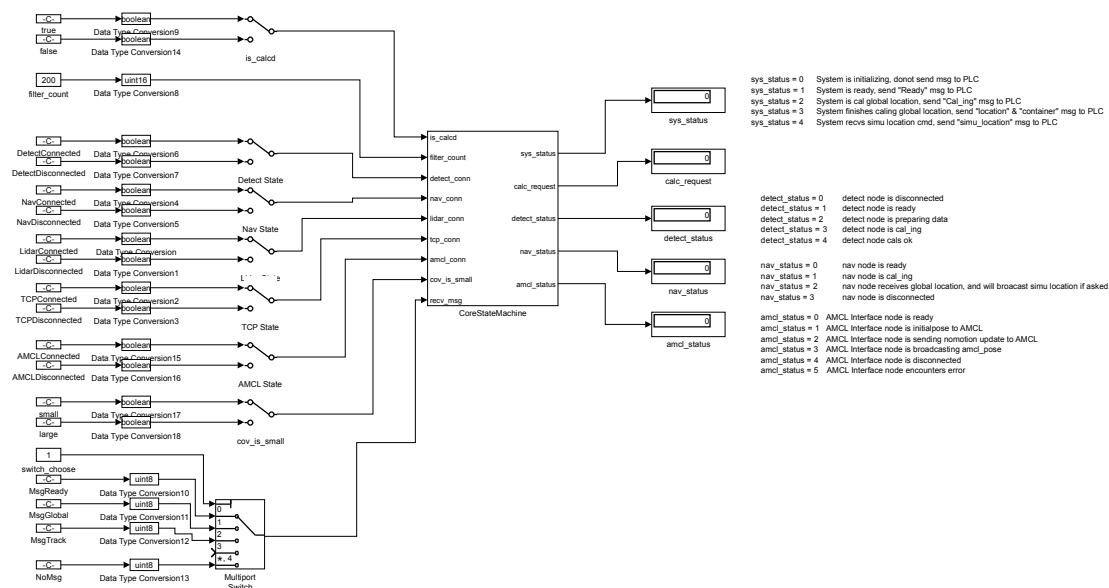 -C-
boolean
true
Data Type Conversion9
-C-
boolean
false
Data Type Conversion14
is_calcd
200
uint16
filter_count
Data Type Conversion8
-C-
boolean
DetectConnected
Data Type Conversion6
-C-
boolean
DetectDisconnected
Data Type Conversion7
Detect State
-C-
boolean
NavConnected
Data Type Conversion4
-C-
boolean
NavDisconnected
Data Type Conversion5
Nav State
-C-
boolean
LidarConnected
Data Type Conversion
-C-
boolean
LidarDisconnected
Data Type Conversion1
-C-
boolean
TCPConnected
Data Type Conversion2
-C-
boolean
TCPDisconnected
Data Type Conversion3
TCP State
-C-
boolean
AMCLConnected
Data Type Conversion15
-C-
boolean
AMCLDisconnected
Data Type Conversion16
AMCL State
-C-
boolean
small
Data Type Conversion17
-C-
boolean
large
Data Type Conversion18
cov_is_small
1
switch_choose
-C-
uint8
MsgReady
Data Type Conversion10
-C-
uint8
MsgGlobal
Data Type Conversion11
-C-
uint8
MsgTrack
Data Type Conversion12
-C-
uint8
NoMsg
Data Type Conversion13
0
1
2
3
*, 4
Multiport
Switch
is_calcd
filter_count
detect_conn
nav_conn
lidar_conn
tcp_conn
amcl_conn
cov_is_small
recv_msg
sys_status
calc_request
detect_status
nav_status
amcl_status
CoreStateMachine
0
sys_status
0
calc_request
0
detect_status
0
nav_status
0
amcl_status
sys_status = 0 System is initializing, donot send msg to PLC
sys_status = 1 System is ready, send "Ready" msg to PLC
sys_status = 2 System is cal global location, send "Cal_ing" msg to PLC
sys_status = 3 System finishes caling global location, send "location" & "container" msg to PLC
sys_status = 4 System recvs simu location cmd, send "simu_location" msg to PLC
detect_status = 0 detect node is disconnected
detect_status = 1 detect node is ready
detect_status = 2 detect node is preparing data
detect_status = 3 detect node is cal_ing
detect_status = 4 detect node cals ok
nav_status = 0 nav node is ready
nav_status = 1 nav node is cal_ing
nav_status = 2 nav node receives global location, and will broacast simu location if asked
nav_status = 3 nav node is disconnected
amcl_status = 0 AMCL Interface node is ready
amcl_status = 1 AMCL Interface node is initialpose to AMCL
amcl_status = 2 AMCL Interface node is sending nomotion update to AMCL
amcl_status = 3 AMCL Interface node is broadcasting amcl_pose
amcl_status = 4 AMCL Interface node is disconnected
amcl_status = 5 AMCL Interface node encounters error